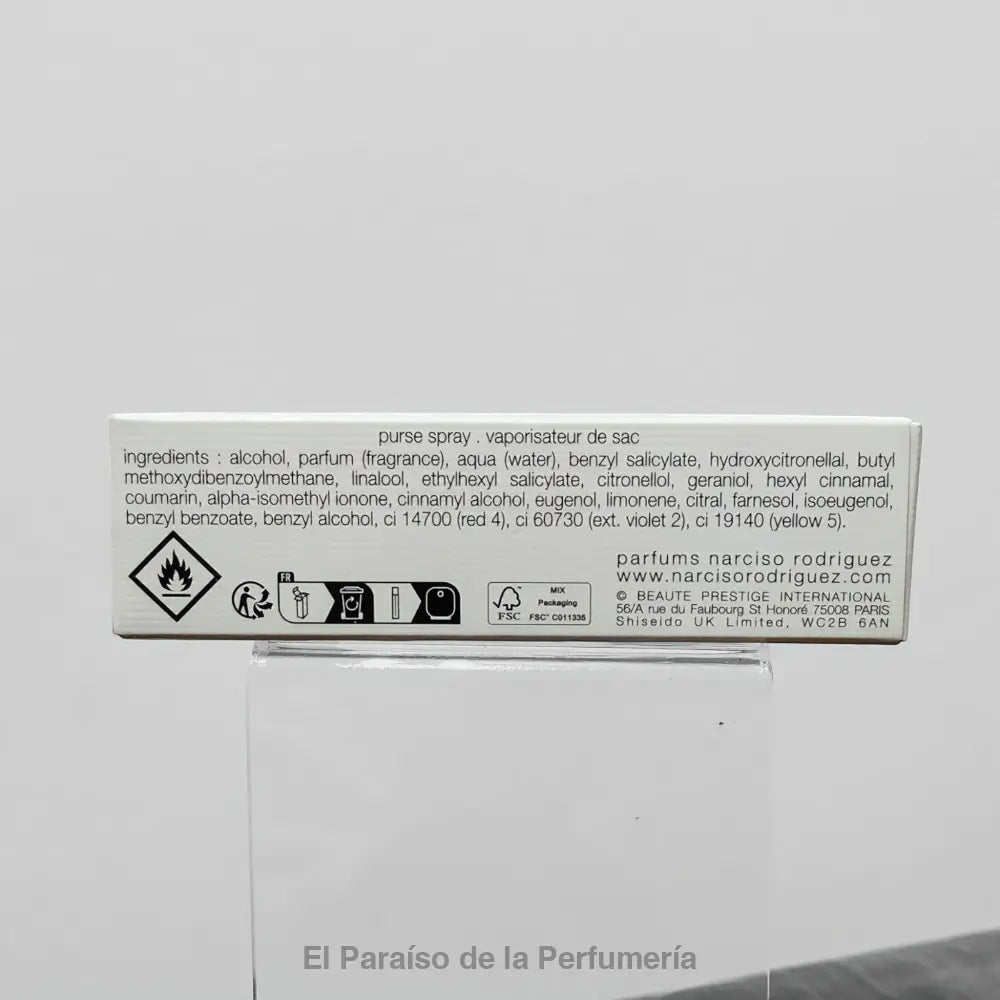 purse spray . vaporisateur de sac
ingredients : alcohol, parfum (fragrance), aqua (water), benzyl salicylate, hydroxycitronellal, butyl
methoxydibenzoylmethane, linalool, ethylhexyl salicylate, citronellol, geraniol, hexyl cinnamal,
coumarin, alpha-isomethyl ionone, cinnamyl alcohol, eugenol, limonene, citral, farnesol, isoeugenol,
benzyl benzoate, benzyl alcohol, ci 14700 (red 4), ci 60730 (ext. violet 2), ci 19140 (yellow 5).
FR
MIX
Packaging
FSC
FSC™ C011335
parfums narciso rodriguez
www.narcisorodriguez.com
© BEAUTE PRESTIGE INTERNATIONAL
56/A rue du Faubourg St Honoré 75008 PARIS
Shiseido UK Limited, WC2B 6AN
El Paraíso de la Perfumería